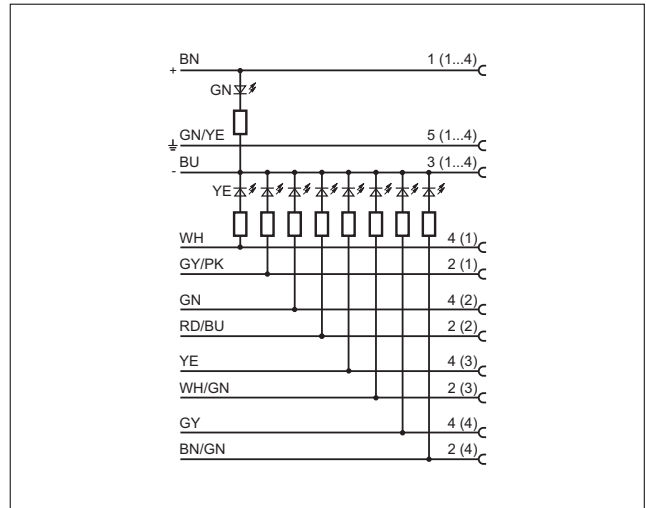 BN 1 (1...4)
+
GN
GN/YE 5 (1...4)
BU 3 (1...4)
-
YE
WH 4 (1)
GY/PK 2 (1)
GN 4 (2)
RD/BU 2 (2)
YE 4 (3)
WH/GN 2 (3)
GY 4 (4)
BN/GN 2 (4)